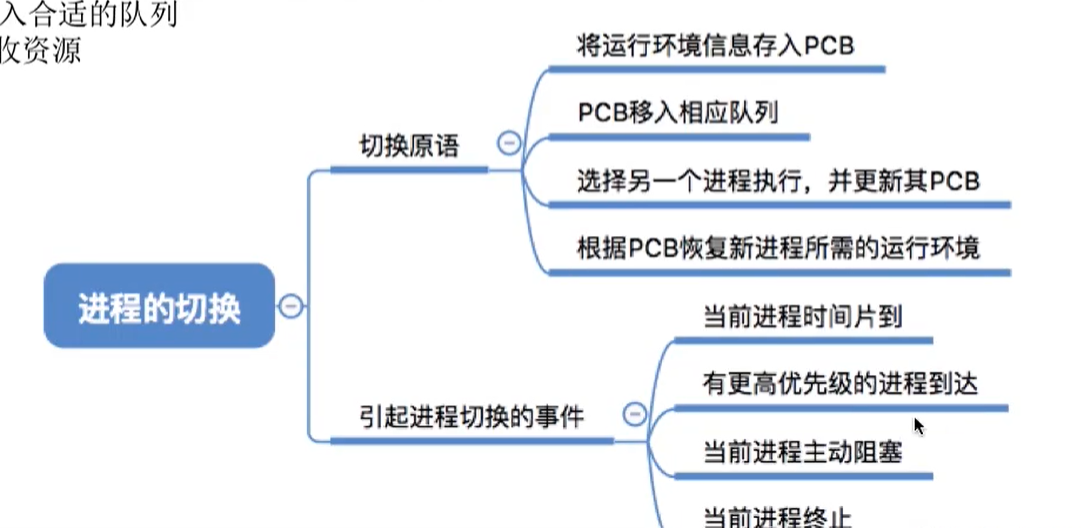 入合适的队列
收资源
将运行环境信息存入PCB
PCB移入相应队列
切换原语
选择另一个进程执行，并更新其PCB
根据PCB恢复新进程所需的运行环境
进程的切换
当前进程时间片到
有更高优先级的进程到达
引起进程切换的事件
当前进程主动阻塞
当前进程终止